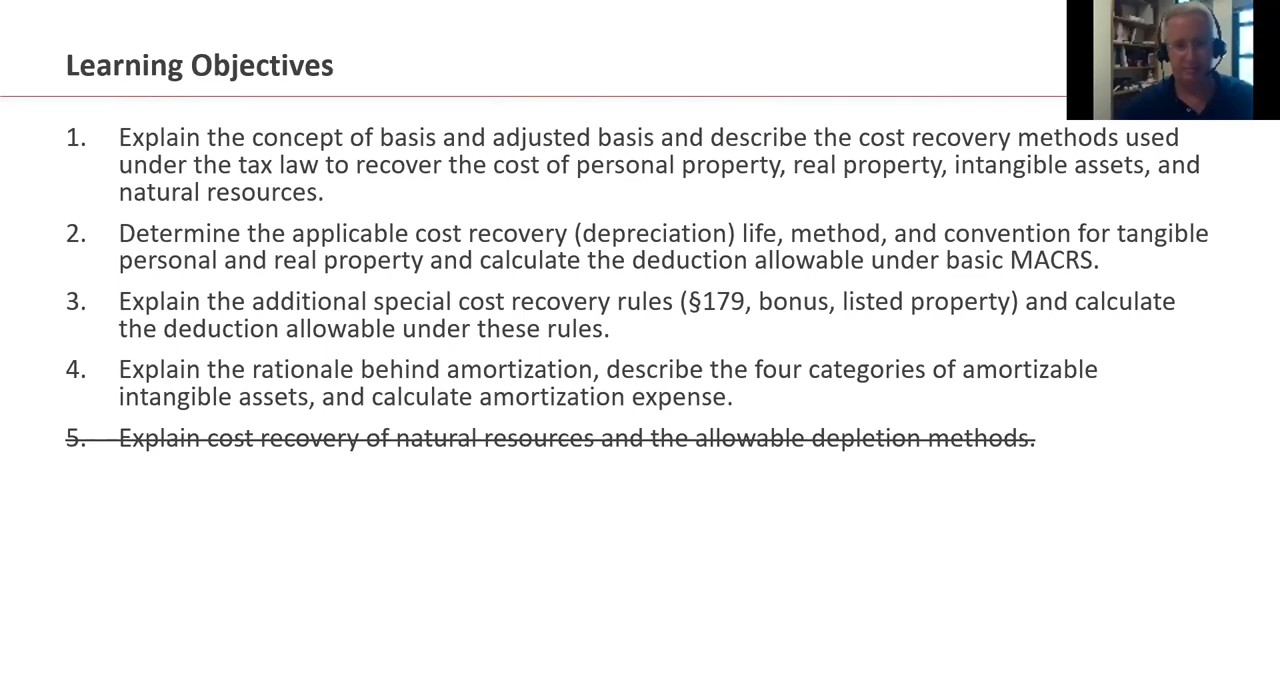 Learning Objectives
1. Explain the concept of basis and adjusted basis and describe the cost recovery methods used
under the tax law to recover the cost of personal property, real property, intangible assets, and
natural resources.
2. Determine the applicable cost recovery (depreciation) life, method, and convention for tangible
personal and real property and calculate the deduction allowable under basic MACRS.
3. Explain the additional special cost recovery rules (§179, bonus, listed property) and calculate
the deduction allowable under these rules.
4. Explain the rationale behind amortization, describe the four categories of amortizable
intangible assets, and calculate amortization expense.
5. Explain cost recovery of natural resources and the allowable depletion methods.